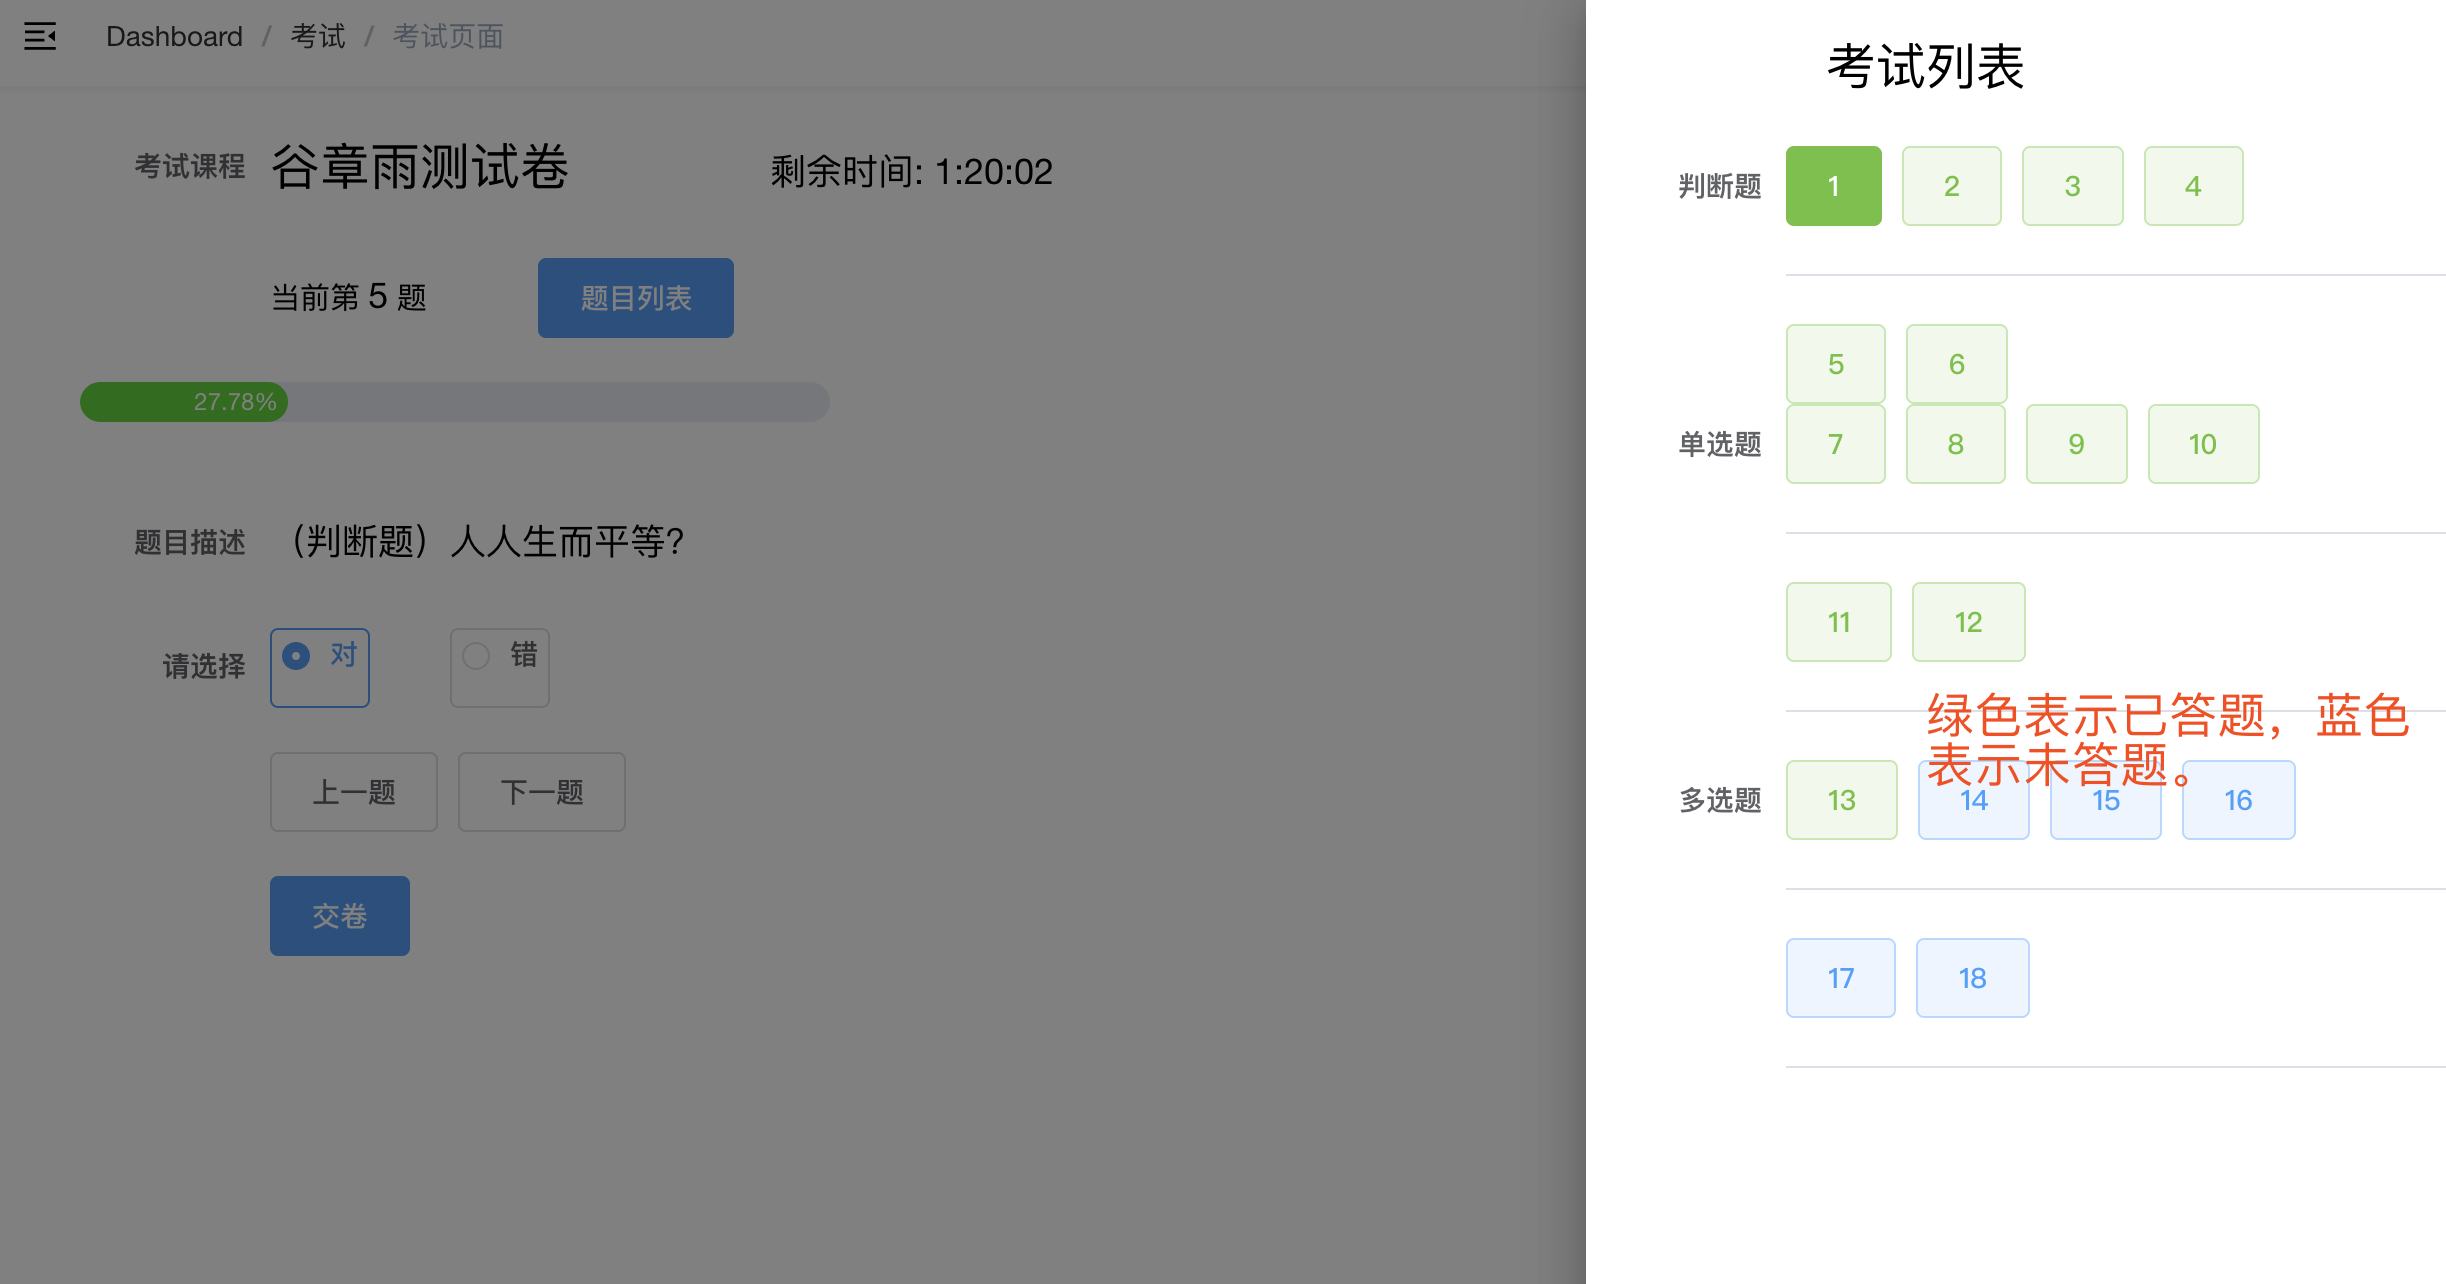 Dashboard / 考试 / 考试页面
考试课程 谷章雨测试卷 剩余时间: 1:20:02
当前第 5 题 题目列表
27.78%
题目描述 （判断题）人人生而平等?
请选择 对 错
上一题 下一题
交卷
考试列表
判断题 1 2 3 4
5 6
单选题 7 8 9 10
11 12
绿色表示已答题，蓝色
表示未答题。
多选题 13 14 15 16
17 18